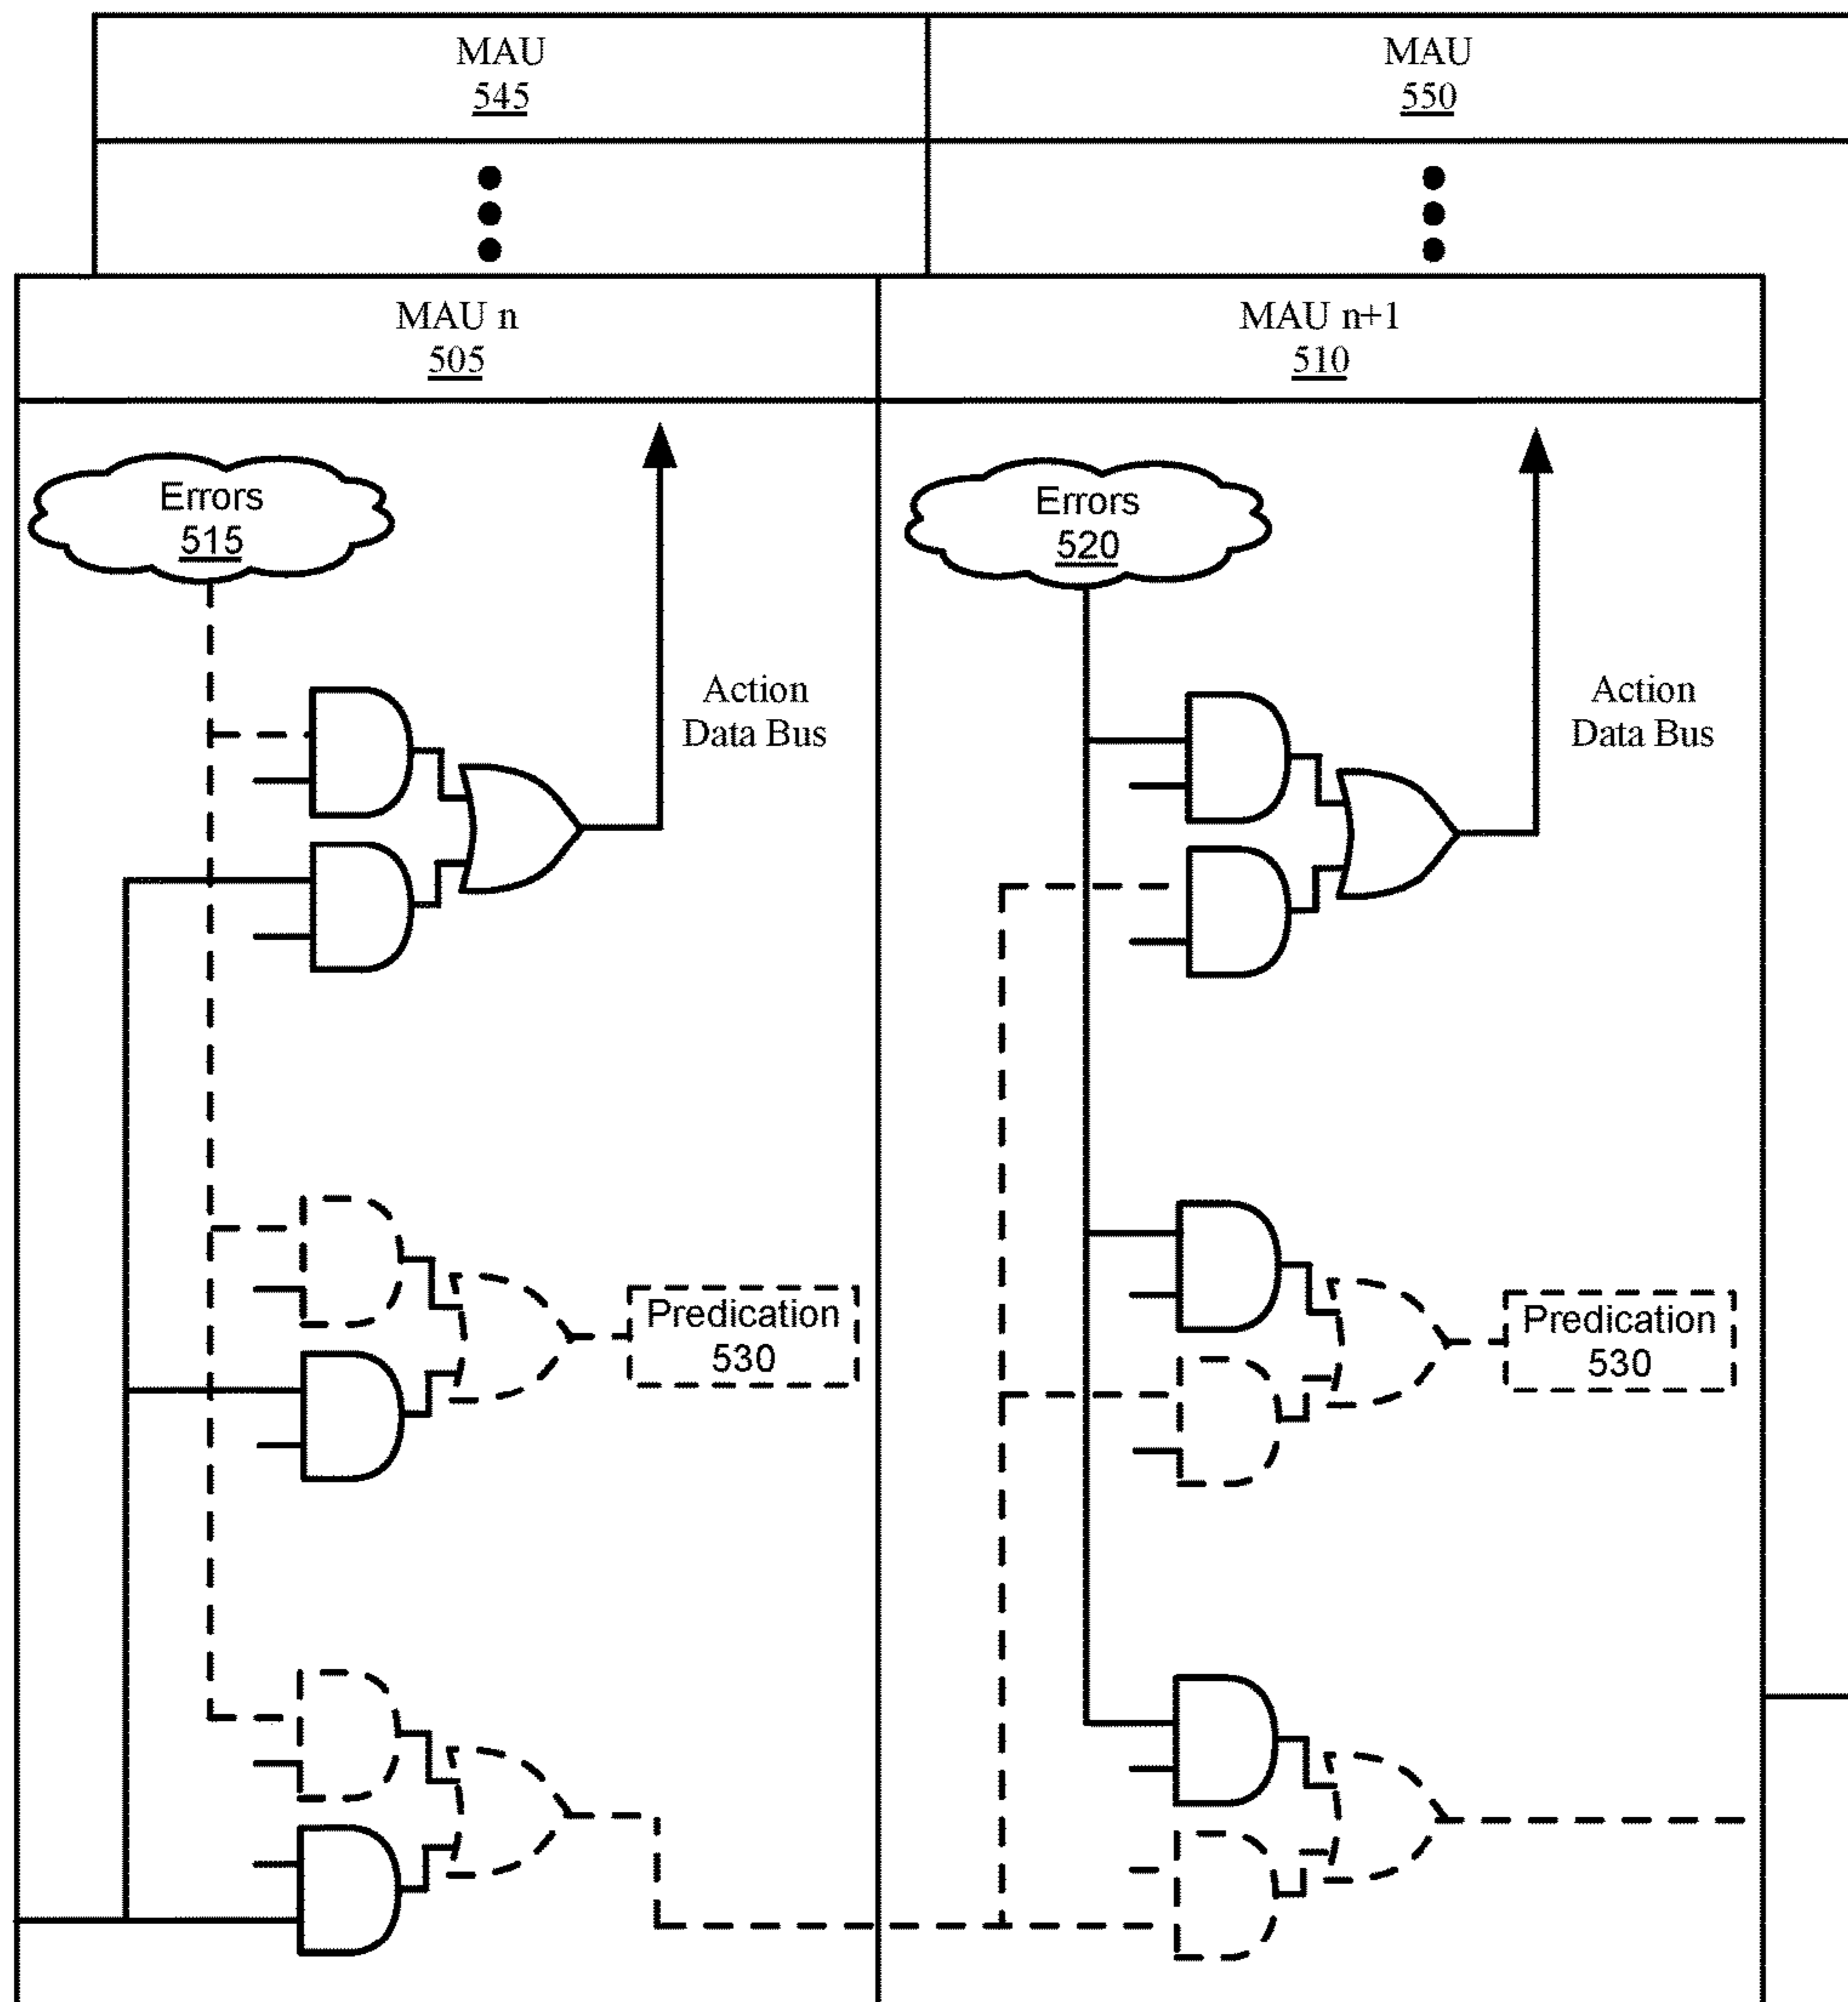 MAU
545
MAU
550
MAU n
505
MAU n+1
510
Errors
515
Errors
520
Action
Data Bus
Action
Data Bus
Predication
530
Predication
530